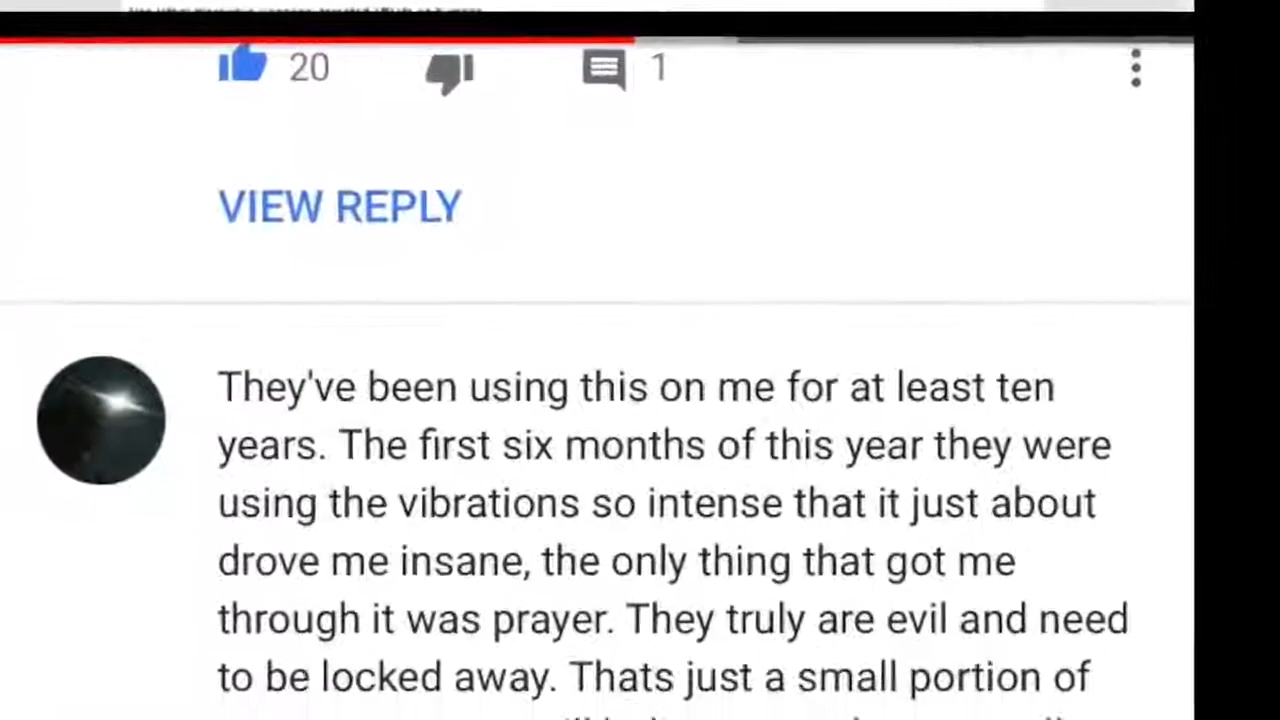 20
1
VIEW REPLY
They've been using this on me for at least ten
years. The first six months of this year they were
using the vibrations so intense that it just about
drove me insane, the only thing that got me
through it was prayer. They truly are evil and need
to be locked away. Thats just a small portion of